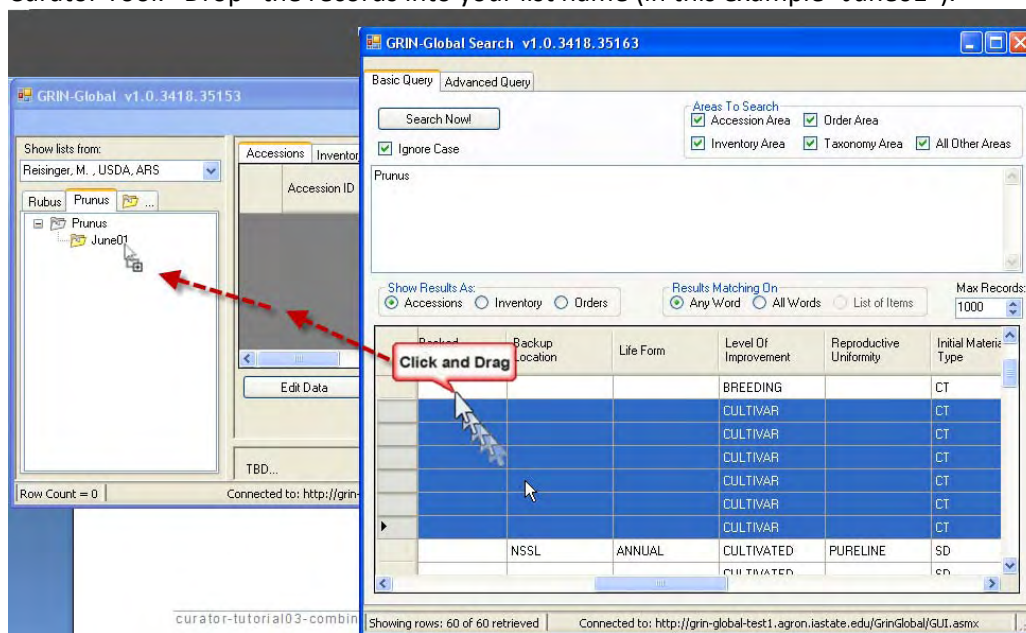 Curator Tool. "Drop" the records into your list name (in this example "June01").
GRIN-Global v1.0.3418.35153
Show lists from:
Reisinger, M. , USDA, ARS
Rubus Prunus ...
Prunus
June01
Accessions Inventor
Accession ID
Edit Data
TBD...
Row Count = 0 Connected to: http://grin-
GRIN-Global Search v1.0.3418.35163
Basic Query Advanced Query
Search Now!
Ignore Case
Areas To Search
Accession Area Order Area
Inventory Area Taxonomy Area All Other Areas
Prunus
Show Results As:
Accessions Inventory Orders
Results Matching On
Any Word All Words List of Items
Max Records:
1000
Backup Location Life Form Level Of Improvement Reproductive Uniformity Initial Materia Type
Click and Drag
BREEDING CT
CULTIVAR CT
CULTIVAR CT
CULTIVAR CT
CULTIVAR CT
CULTIVAR CT
CULTIVAR CT
NSSL ANNUAL CULTIVATED PURELINE SD
CULTIVATED SD
Showing rows: 60 of 60 retrieved Connected to: http://grin-global-test1.agron.iastate.edu/GrinGlobal/GUI.asmx
curator-tutorial03-combin